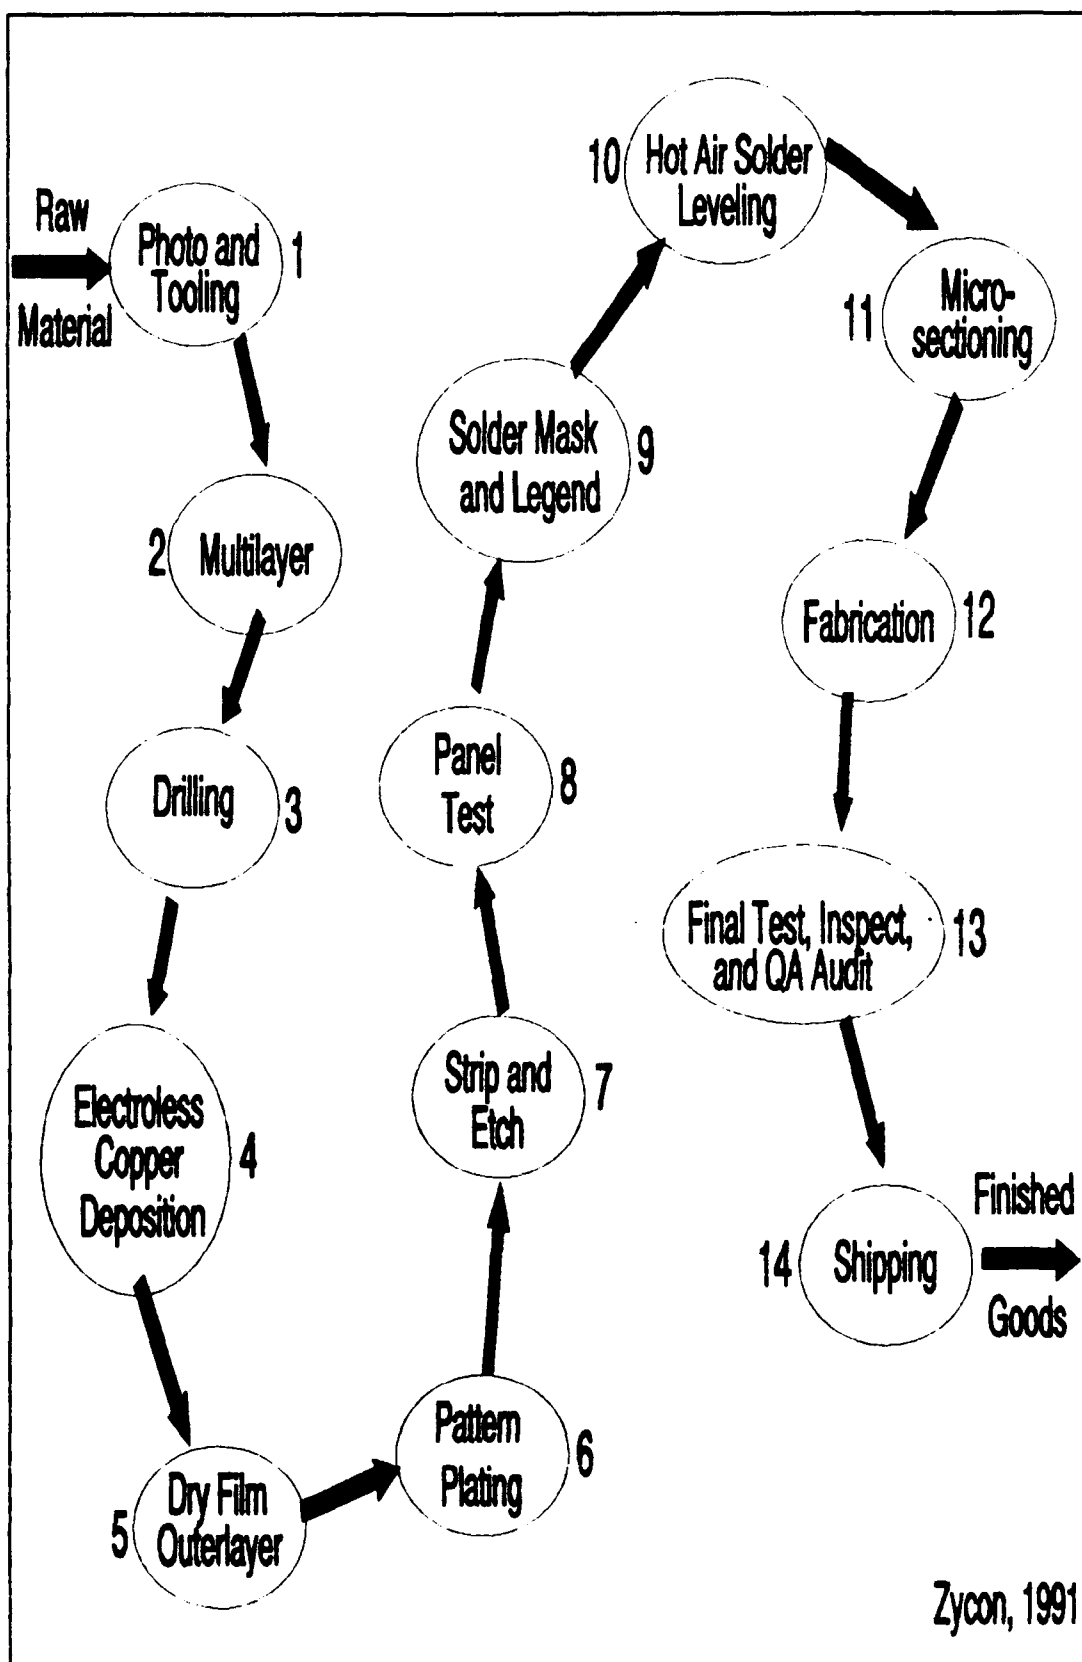 Raw
Material
Photo and
Tooling
1
2
Multilayer
Drilling
3
Electroless
Copper
Deposition
4
5
Dry Film
Outerlayer
Pattern
Plating
6
Strip and
Etch
7
Panel
Test
8
Solder Mask
and Legend
9
10
Hot Air Solder
Leveling
11
Micro-
sectioning
Fabrication
12
Final Test, Inspect,
and QA Audit
13
14
Shipping
Finished
Goods
Zycon, 1991